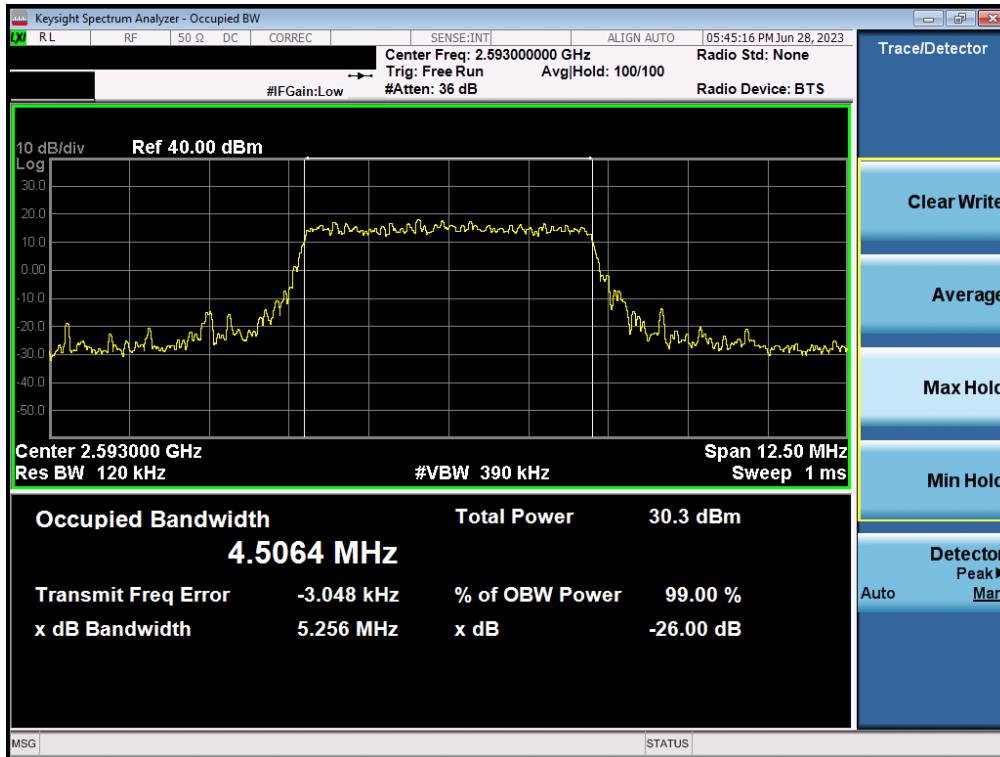 Keysight Spectrum Analyzer - Occupied BW
LXI RL RF 50 Ω DC CORREC SENSE:INT ALIGN AUTO 05:45:16 PM Jun 28, 2023
Center Freq: 2.593000000 GHz Radio Std: None
Trig: Free Run Avg|Hold: 100/100
#IFGain:Low #Atten: 36 dB Radio Device: BTS
Trace/Detector
10 dB/div Ref 40.00 dBm
Log
30.0
20.0
10.0
0.00
-10.0
-20.0
-30.0
-40.0
-50.0
Center 2.593000 GHz Span 12.50 MHz
Res BW 120 kHz #VBW 390 kHz Sweep 1 ms
Occupied Bandwidth Total Power 30.3 dBm
4.5064 MHz
Transmit Freq Error -3.048 kHz % of OBW Power 99.00 %
x dB Bandwidth 5.256 MHz x dB -26.00 dB
Clear Write
Average
Max Hold
Min Hold
Detector
Peak
Auto Man
MSG STATUS